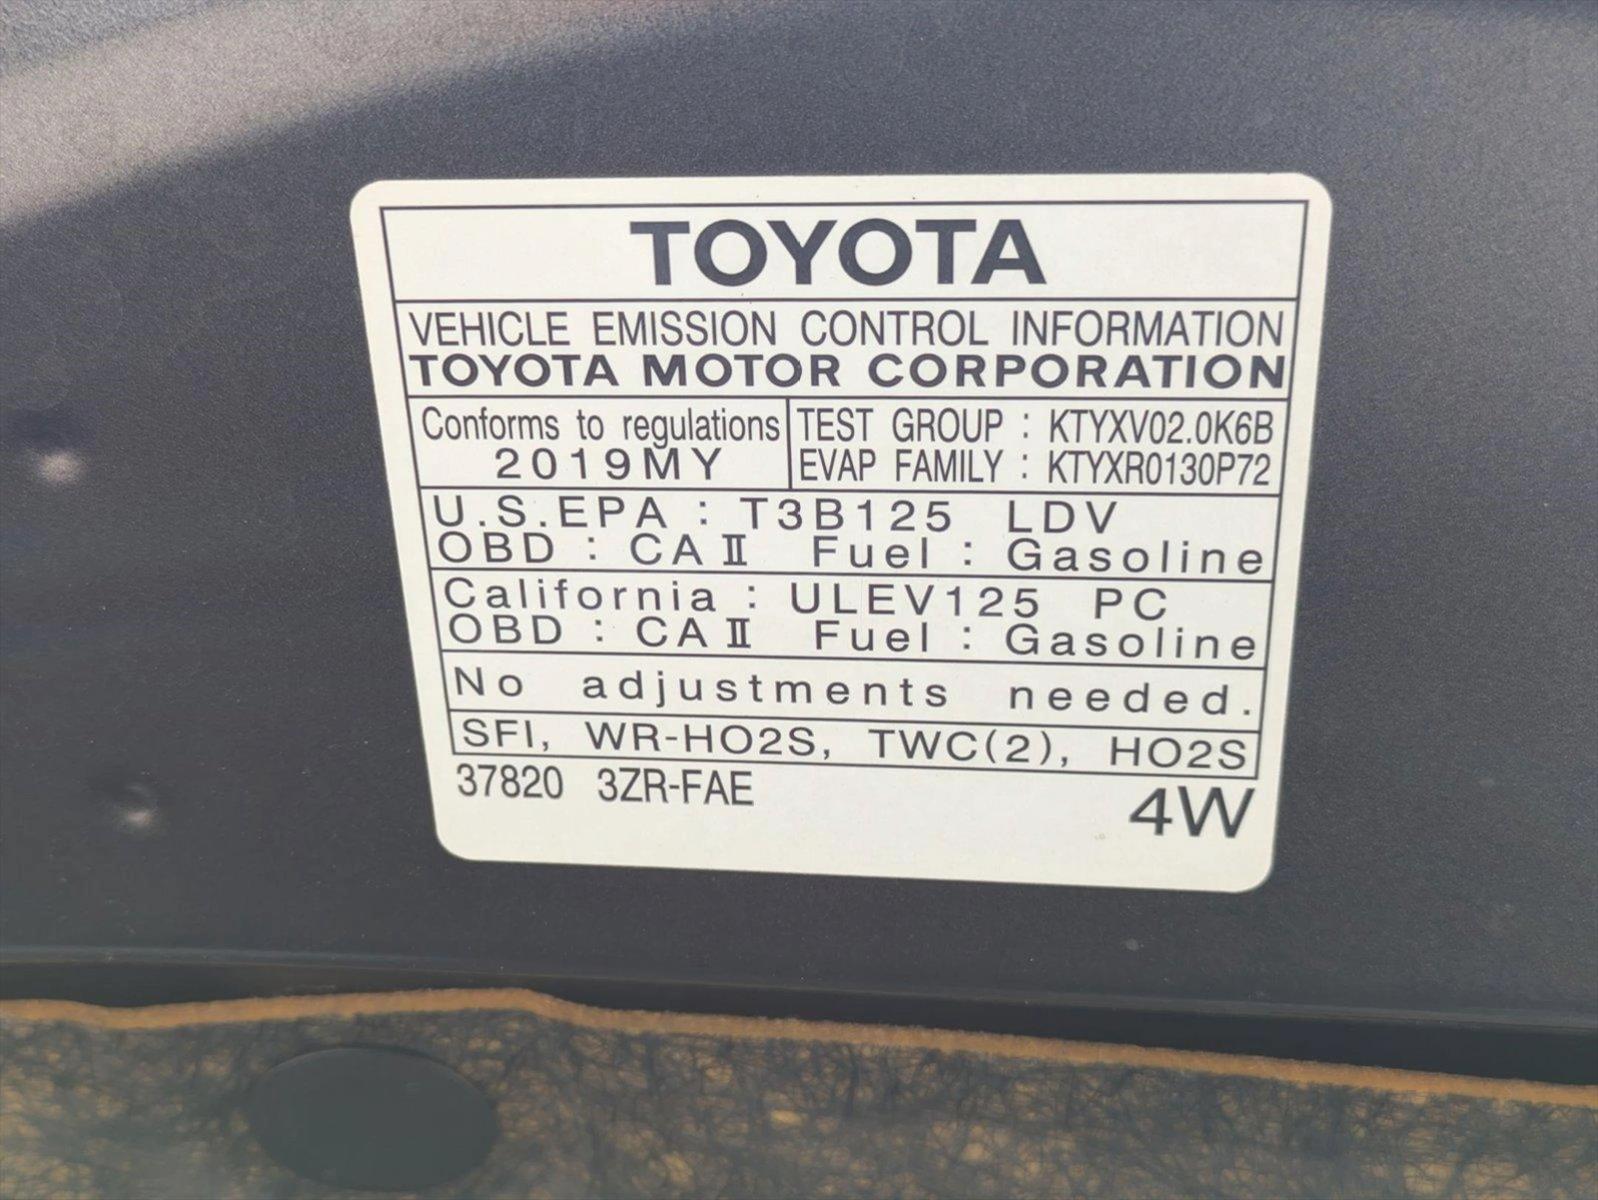 TOYOTA
VEHICLE EMISSION CONTROL INFORMATION
TOYOTA MOTOR CORPORATION
Conforms to regulations
2019MY
TEST GROUP : KTYXV02.0K6B
EVAP FAMILY : KTYXR0130P72
U.S.EPA : T3B125 LDV
OBD : CAⅡ Fuel : Gasoline
California : ULEV125 PC
OBD : CAⅡ Fuel : Gasoline
No adjustments needed.
SFI, WR-HO2S, TWC(2), HO2S
37820 3ZR-FAE
4W